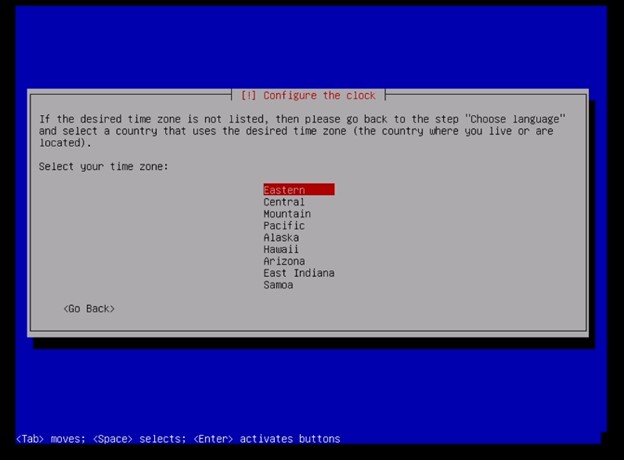 [!] Configure the clock
If the desired time zone is not listed, then please go back to the step "Choose language"
and select a country that uses the desired time zone (the country where you live or are
located).
Select your time zone:
Eastern
Central
Mountain
Pacific
Alaska
Hawaii
Arizona
East Indiana
Samoa
<Go Back>
<Tab> moves; <Space> selects; <Enter> activates buttons